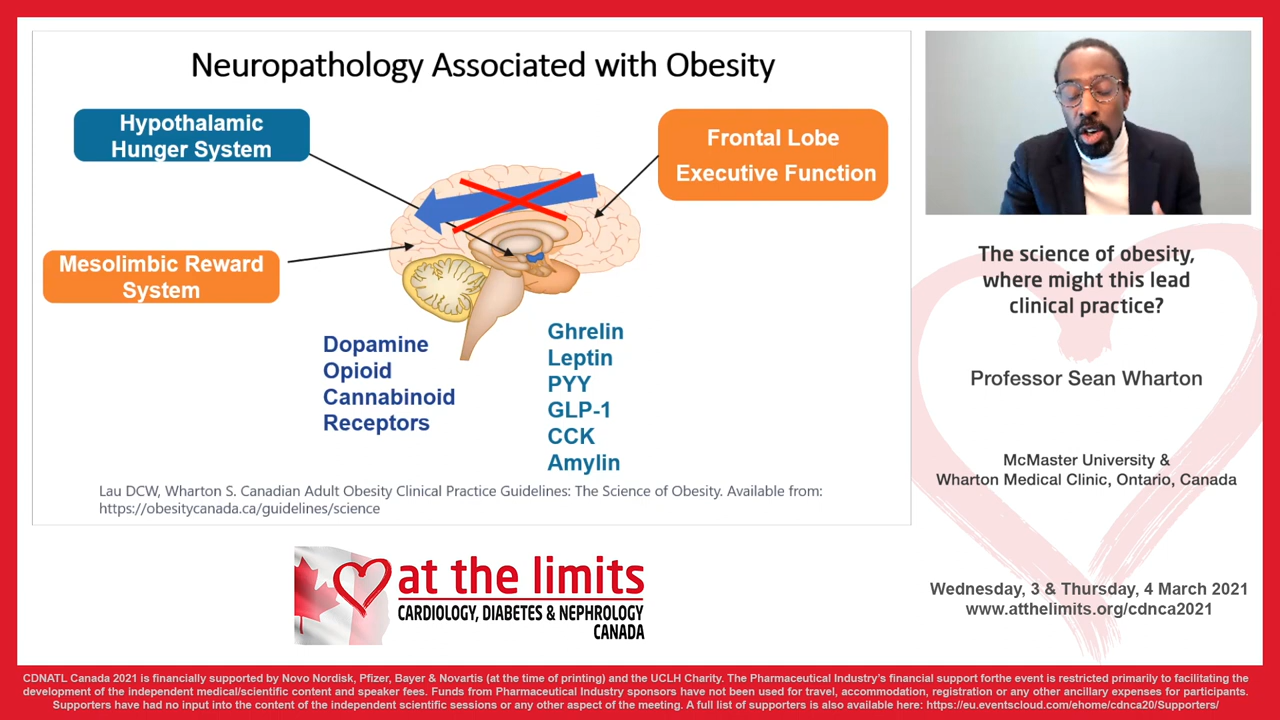 Neuropathology Associated with Obesity
Hypothalamic
Hunger System
Frontal Lobe
Executive Function
Mesolimbic Reward
System
Dopamine
Opioid
Cannabinoid
Receptors
Ghrelin
Leptin
PYY
GLP-1
CCK
Amylin
Lau DCW, Wharton S. Canadian Adult Obesity Clinical Practice Guidelines: The Science of Obesity. Available from:
https://obesitycanada.ca/guidelines/science
The science of obesity,
where might this lead
clinical practice?
Professor Sean Wharton
McMaster University &
Wharton Medical Clinic, Ontario, Canada
Wednesday, 3 & Thursday, 4 March 2021
www.atthelimits.org/cdnca2021
at the limits
CARDIOLOGY, DIABETES & NEPHROLOGY
CANADA
CDNATL Canada 2021 is financially supported by Novo Nordisk, Pfizer, Bayer & Novartis (at the time of printing) and the UCLH Charity. The Pharmaceutical Industry's financial support forthe event is restricted primarily to facilitating the
development of the independent medical/scientific content and speaker fees. Funds from Pharmaceutical Industry sponsors have not been used for travel, accommodation, registration or any other ancillary expenses for participants.
Supporters have had no input into the content of the independent scientific sessions or any other aspect of the meeting. A full list of supporters is also available here: https://eu.eventscloud.com/ehome/cdnca20/Supporters/